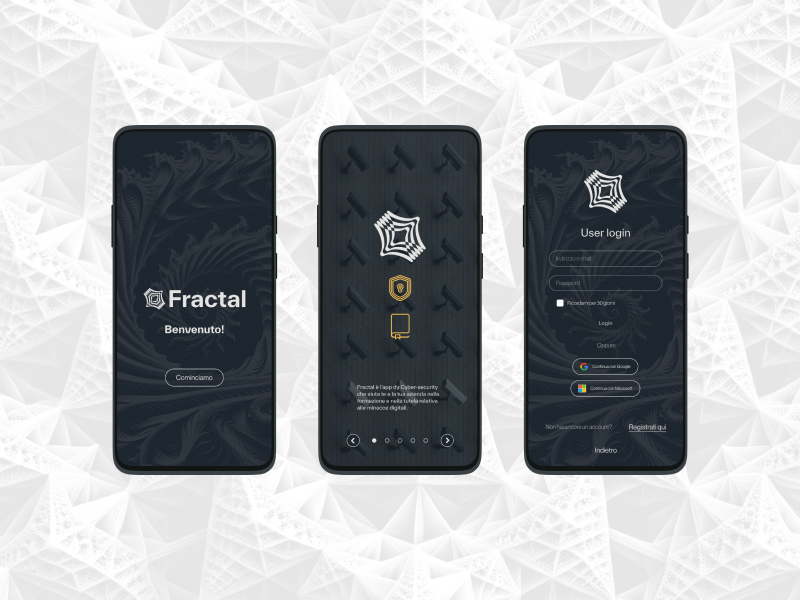 Fractal
Benvenuto!
Cominciamo
Fractal è l'app dv Cyber-security
che aiuta te e la tua azienda nella
formazione e nella tutela relative
alle minacce digitali.
User login
Indirizzo e-mail
Password
Ricordami per 30 giorni
Login
Oppure
Continua con Google
Continua con Microsoft
Non hai ancora un account? Registrati qui
Indietro